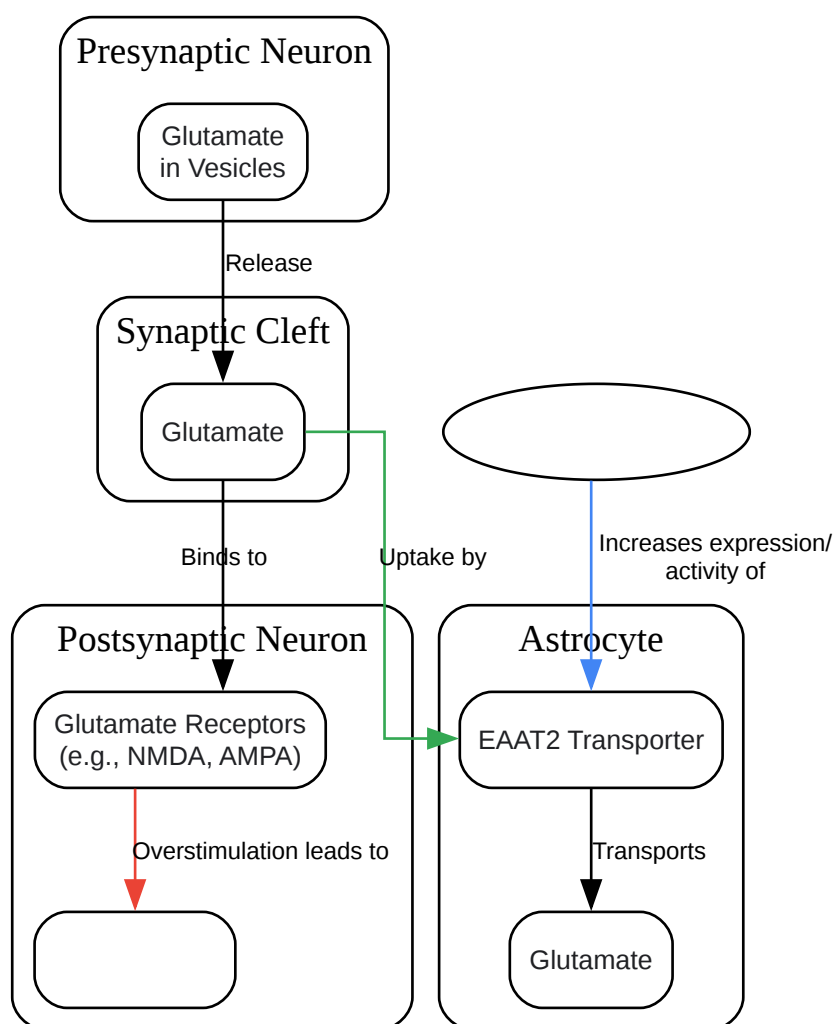 Presynaptic Neuron
Glutamate
in Vesicles
Release
Synaptic Cleft
Glutamate
Binds to
Uptake by
Increases expression/
activity of
Postsynaptic Neuron
Astrocyte
Glutamate Receptors
(e.g., NMDA, AMPA)
EAAT2 Transporter
Overstimulation leads to
Transports
Glutamate